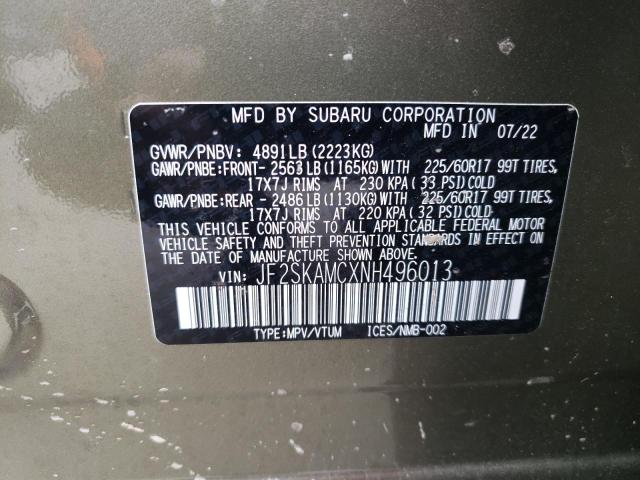 MFD BY SUBARU CORPORATION
MFD IN 07/22
GVWR/PNBV: 4891LB (2223KG)
GAWR/PNBE:FRONT- 2563LB(1165KG)WITH 225/60R17 99T TIRES,
17X7J RIMS AT 230 KPA(33 PSI)COLD
GAWR/PNBE:REAR - 2486LB(1130KG)WITH 225/60R17 99T TIRES,
17X7J RIMS AT 220 KPA(32 PSI)COLD
THIS VEHICLE CONFORMS TO ALL APPLICABLE FEDERAL MOTOR
VEHICLE SAFETY AND THEFT PREVENTION STANDARDS IN EFFECT ON
THE DATE OF MANUFACTURE SHOWN ABOVE.
VIN: JF2SKAMCXNH496013
TYPE:MPV/VTUM ICES/NMB-002